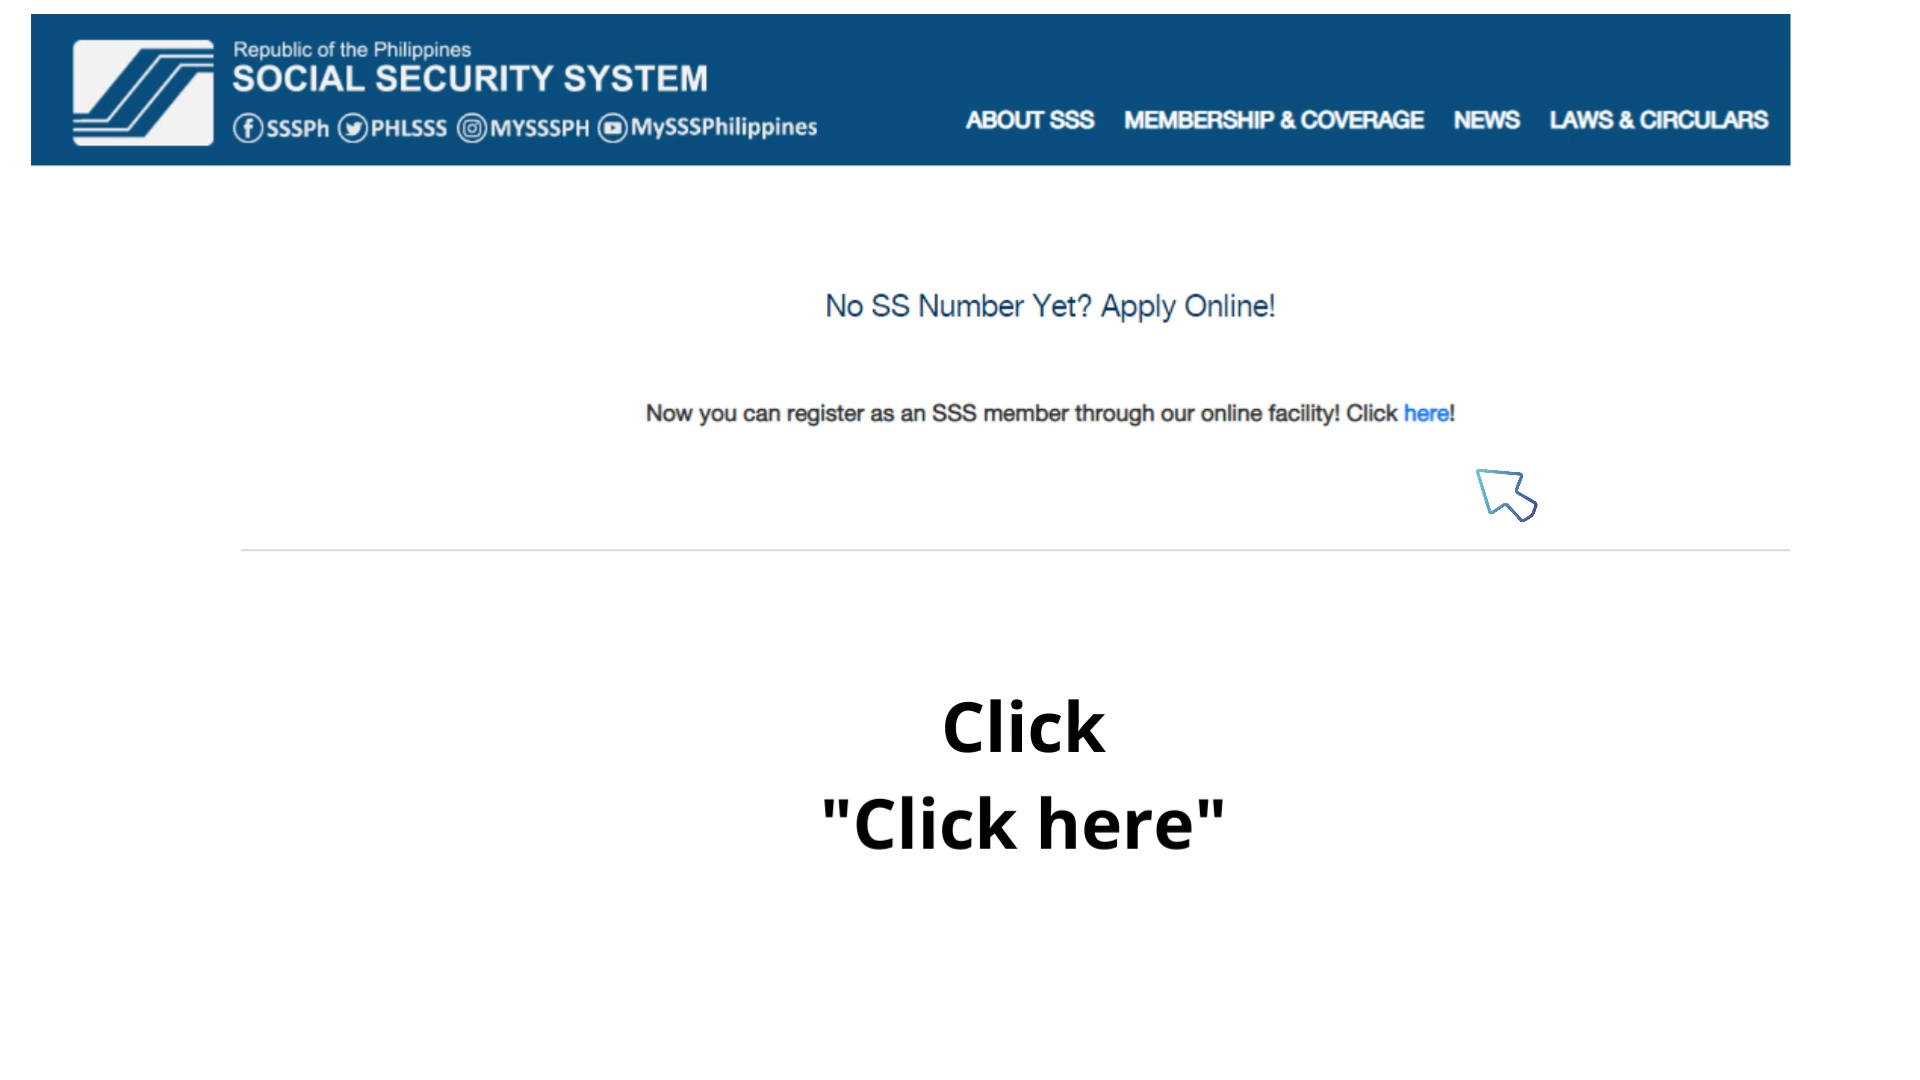 Republic of the Philippines
SOCIAL SECURITY SYSTEM
SSSPh PHLSSS MYSSSPH MySSSPhilippines
ABOUT SSS MEMBERSHIP & COVERAGE NEWS LAWS & CIRCULARS
No SS Number Yet? Apply Online!
Now you can register as an SSS member through our online facility! Click here!
Click
"Click here"